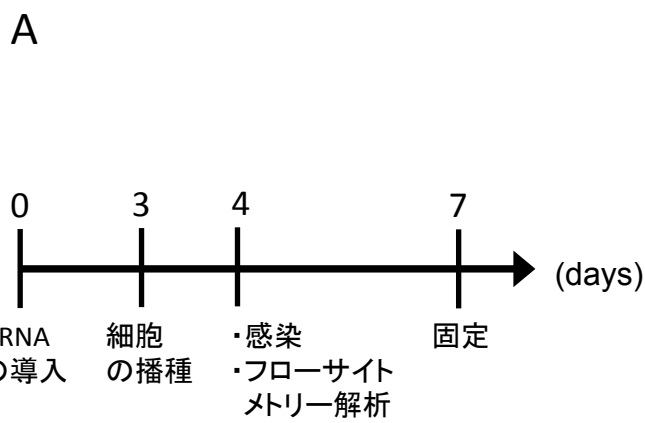 A
0 3 4 7
(days)
RNA 細胞 ・感染 固定
の導入 の播種 ・フローサイト
メトリー解析